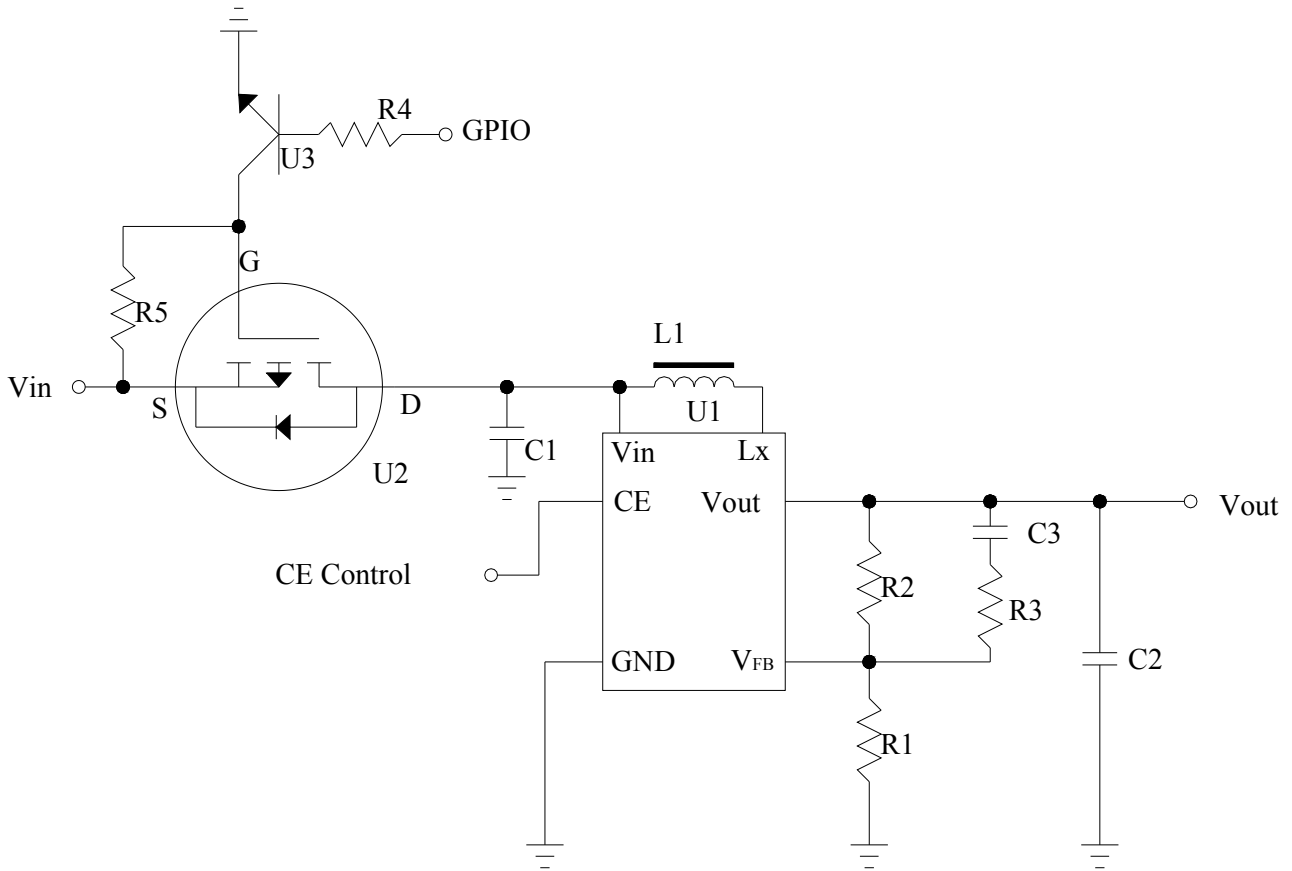 R4
GPIO
U3
G
R5
L1
Vin
S
D
U1
C1
Vin
Lx
U2
CE
Vout
Vout
C3
CE Control
R2
R3
GND
VFB
C2
R1